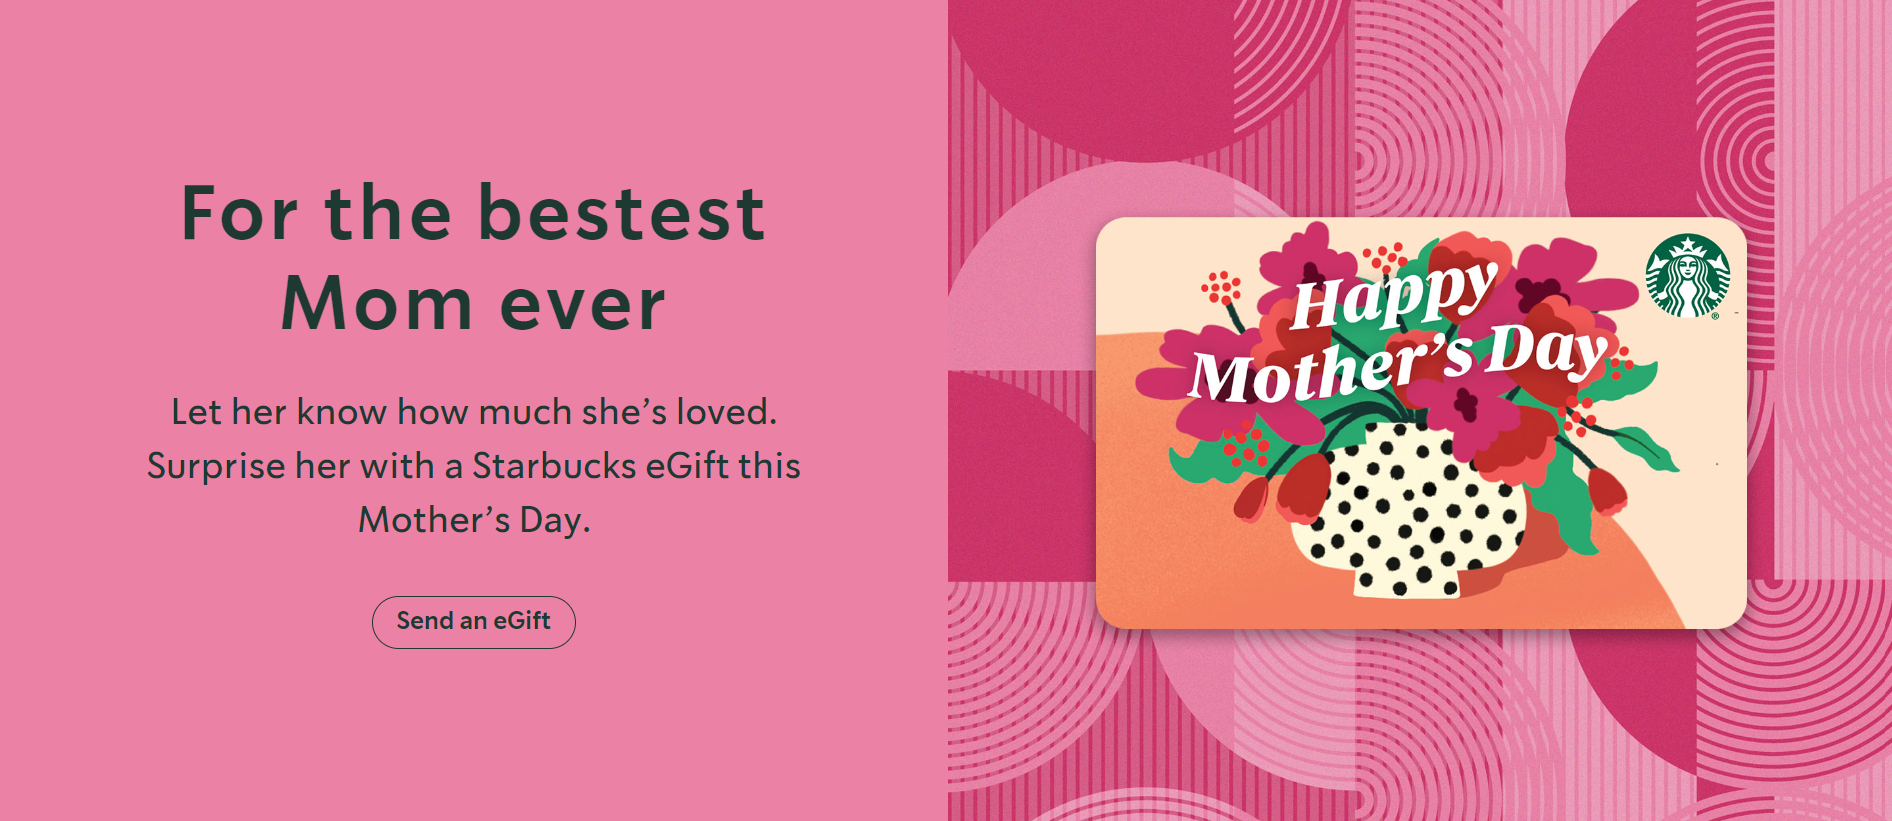 For the bestest
Mom ever
Let her know how much she’s loved.
Surprise her with a Starbucks eGift this
Mother’s Day.
Send an eGift
Happy
Mother’s Day
®